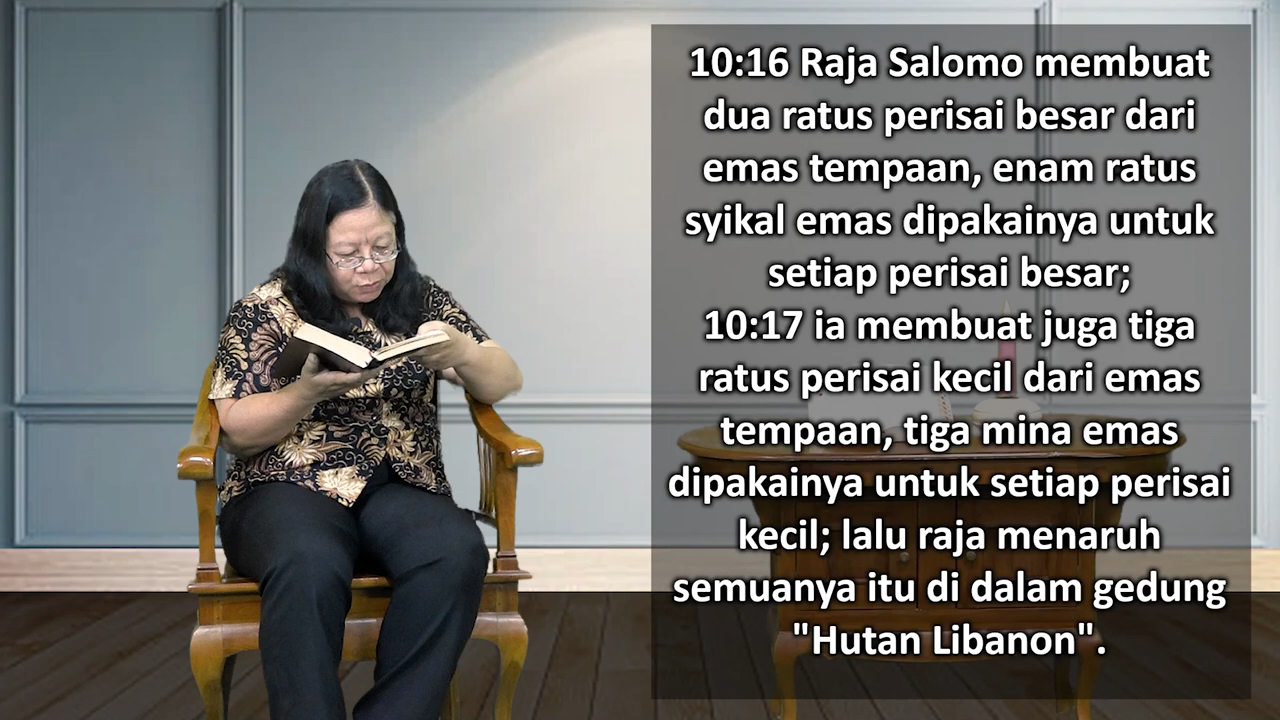 10:16 Raja Salomo membuat
dua ratus perisai besar dari
emas tempaan, enam ratus
syikal emas dipakainya untuk
setiap perisai besar;
10:17 ia membuat juga tiga
ratus perisai kecil dari emas
tempaan, tiga mina emas
dipakainya untuk setiap perisai
kecil; lalu raja menaruh
semuanya itu di dalam gedung
"Hutan Libanon".